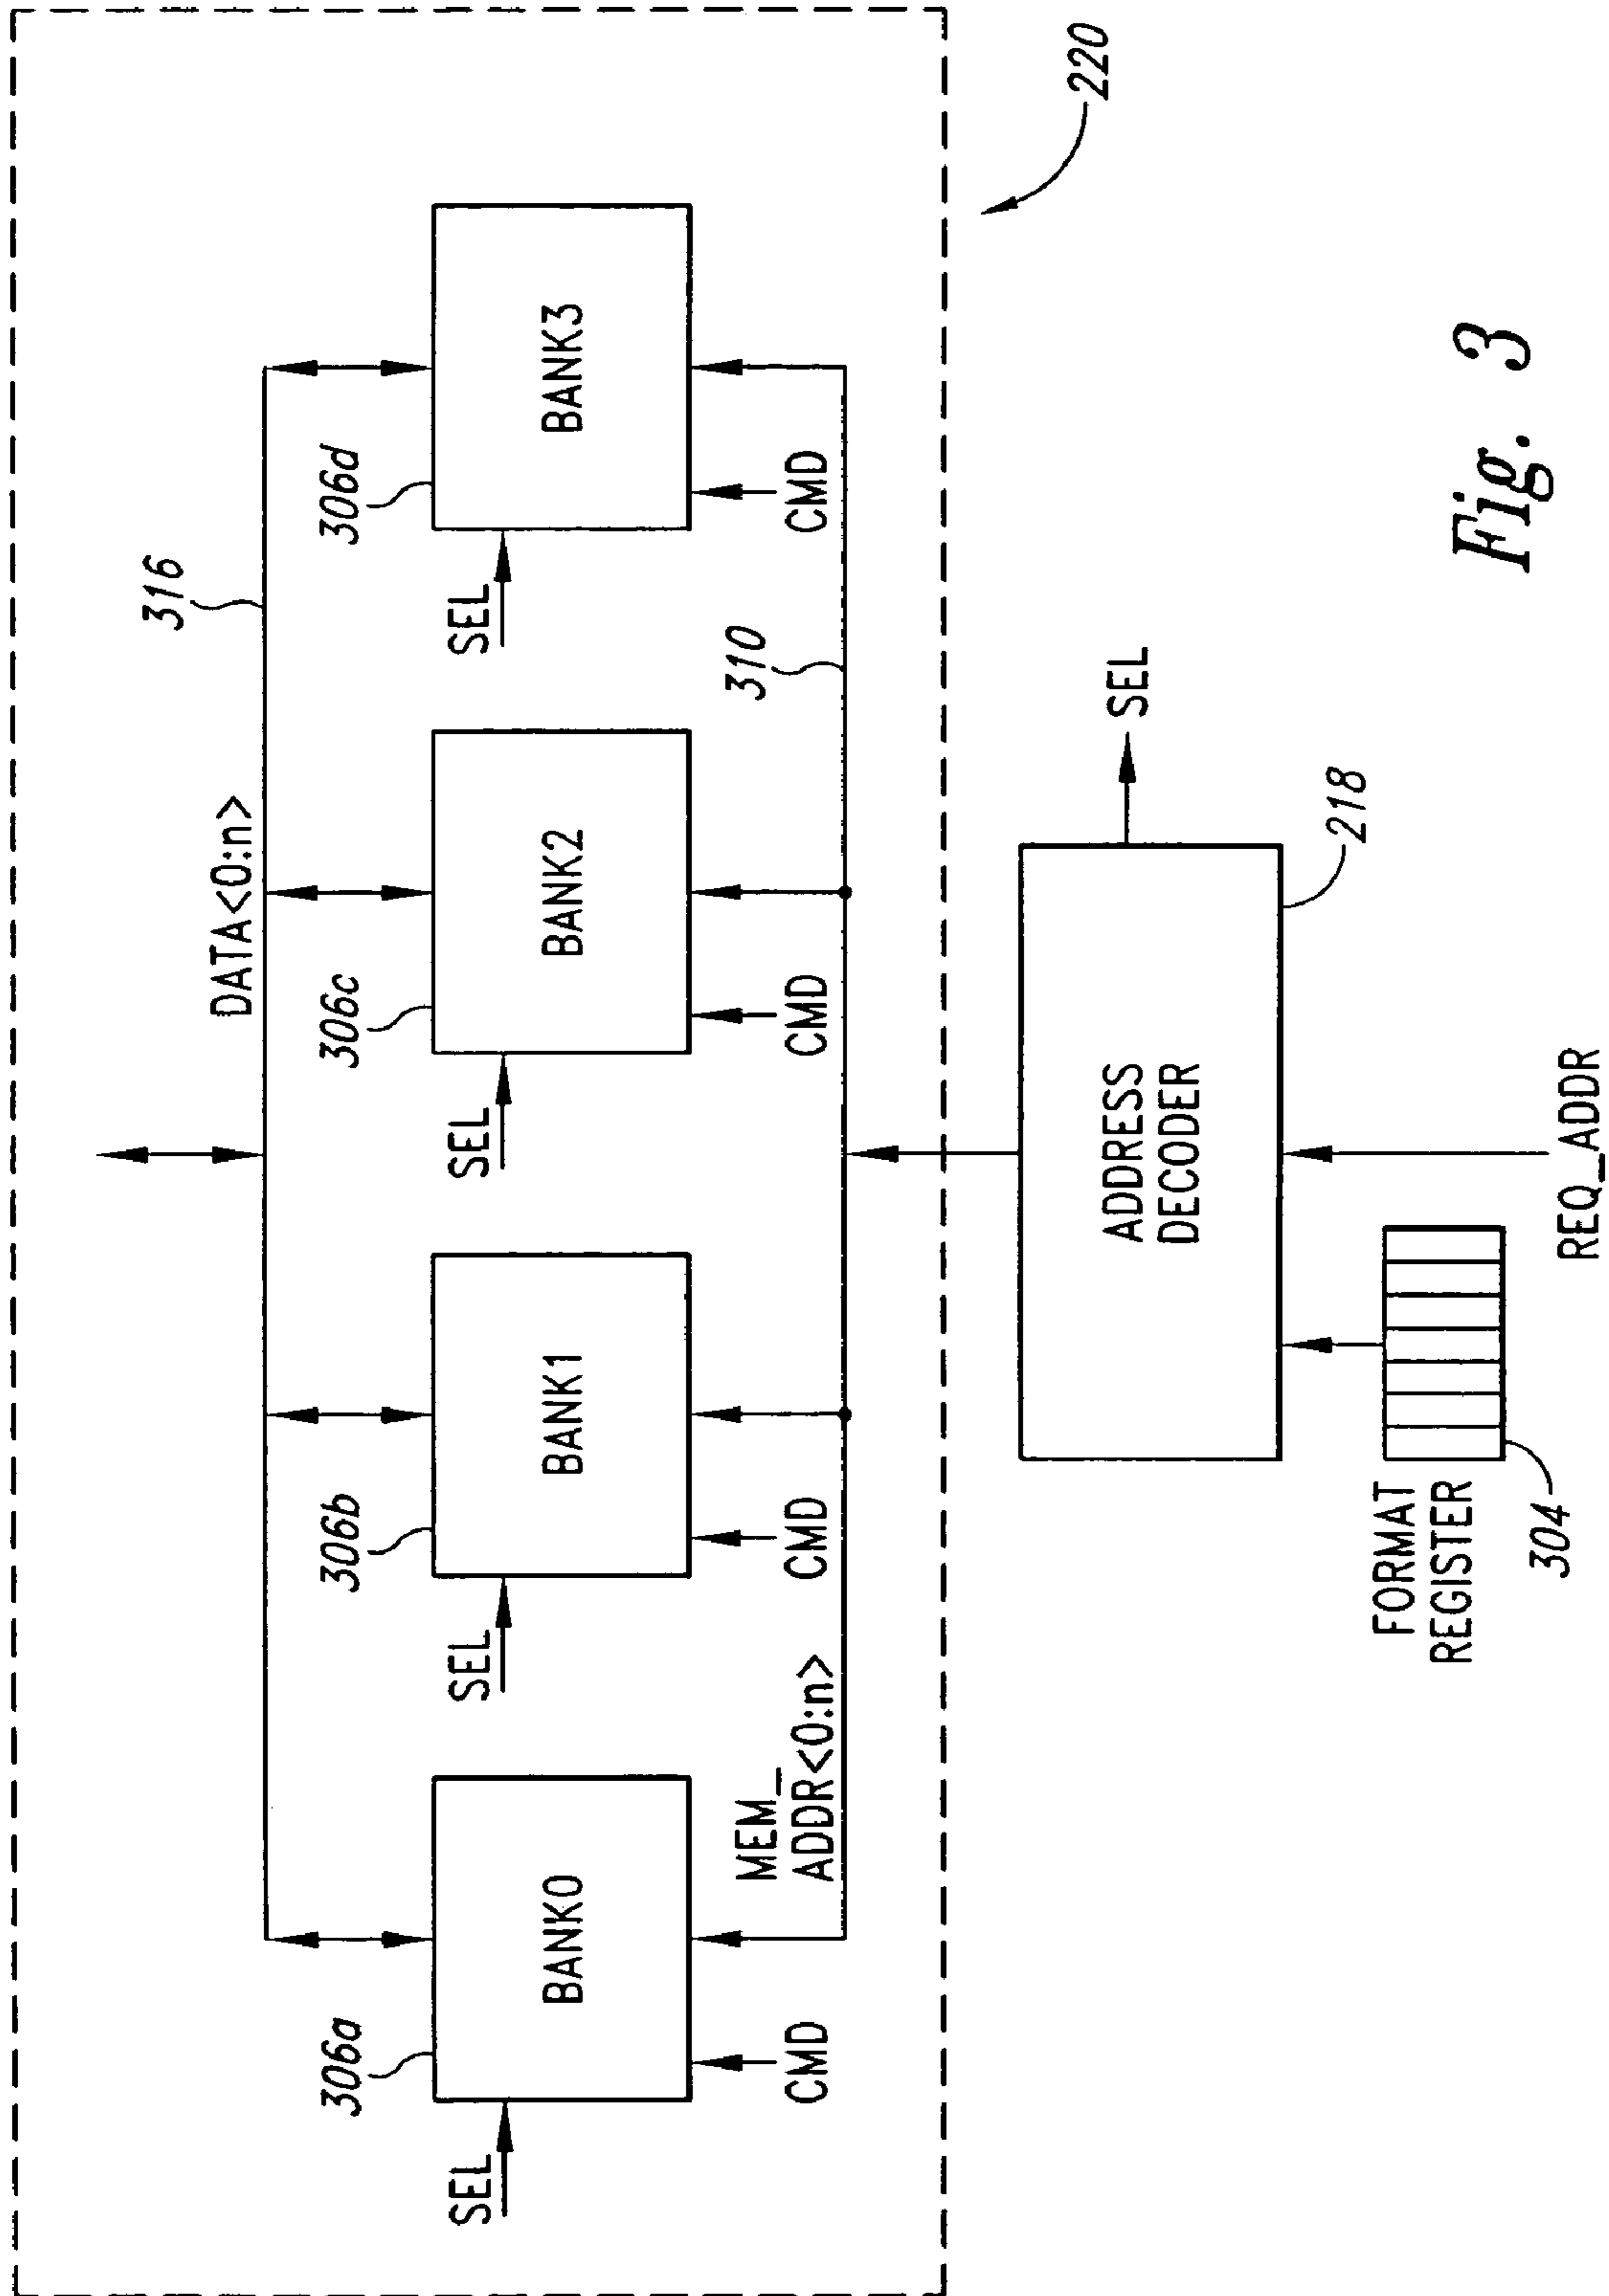 316
DATA<0:n>
306a
306b
306c
306d
SEL
BANK0
SEL
BANK1
SEL
BANK2
SEL
BANK3
MEM_
ADDR<0:n>
310
CMD
CMD
CMD
CMD
220
ADDRESS
DECODER
SEL
218
FORMAT
REGISTER
304
REQ_ADDR
Fig. 3